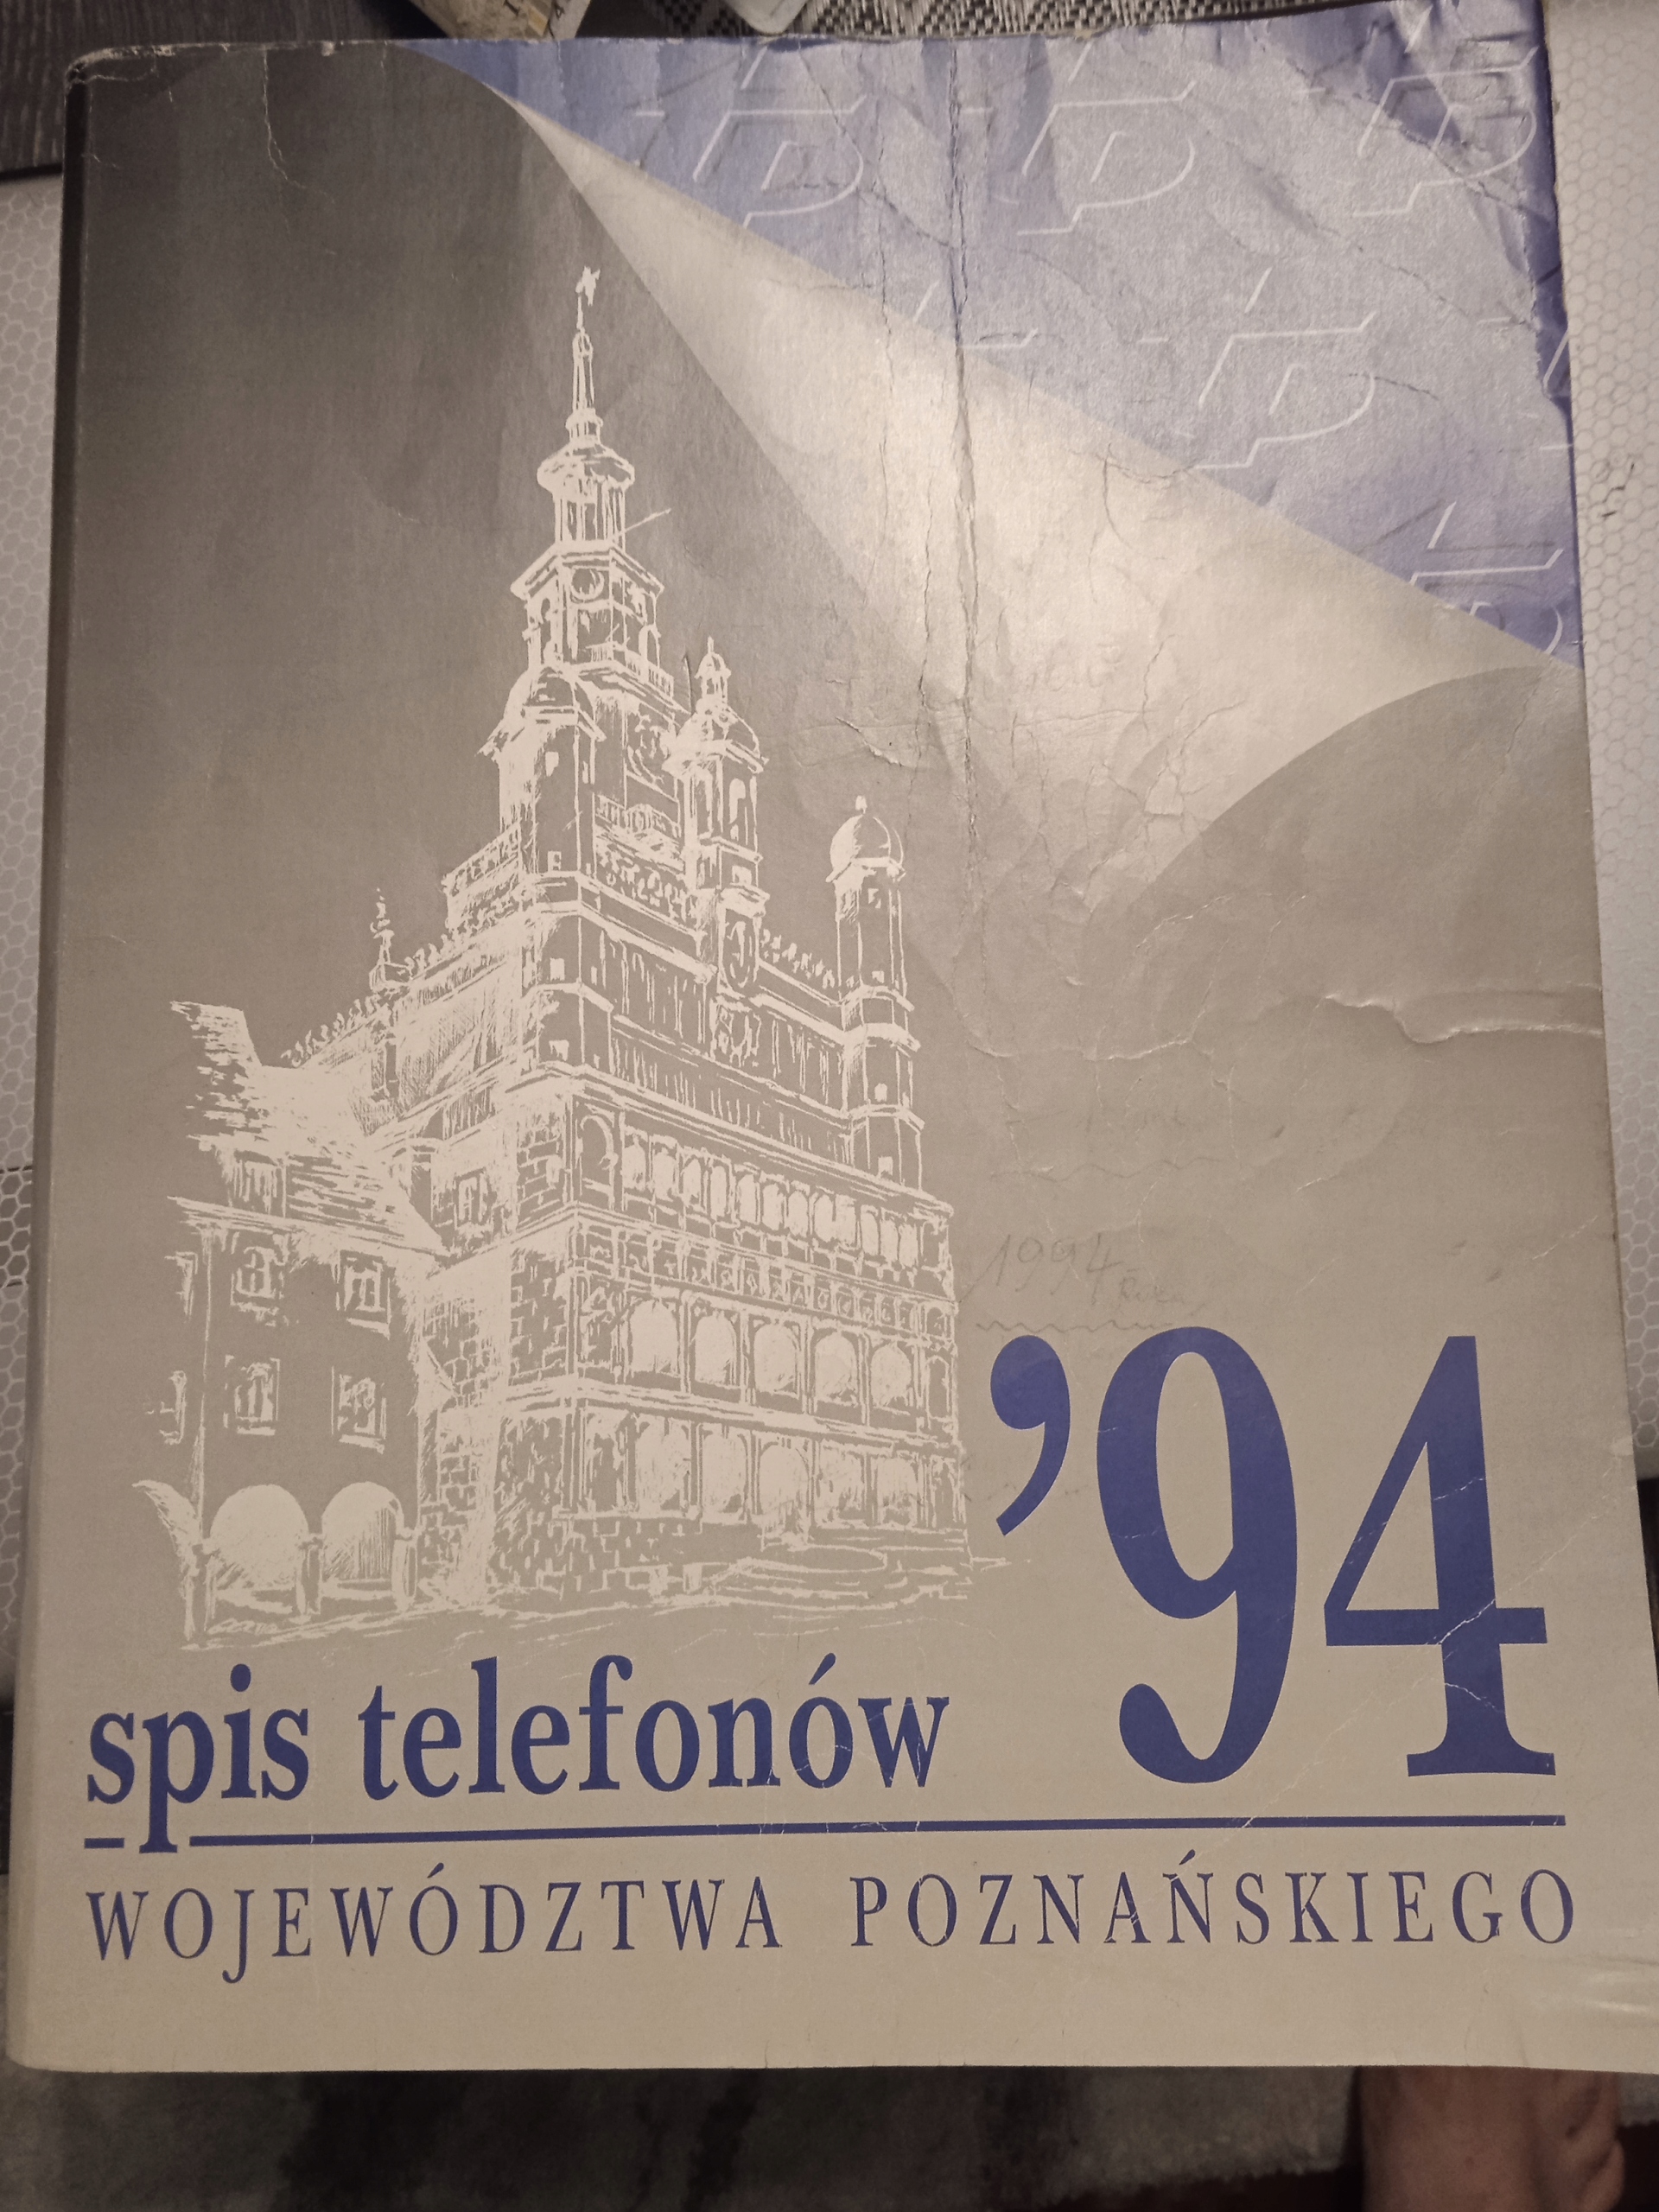 1994
'94
spis telefonów
WOJEWÓDZTWA POZNAŃSKIEGO